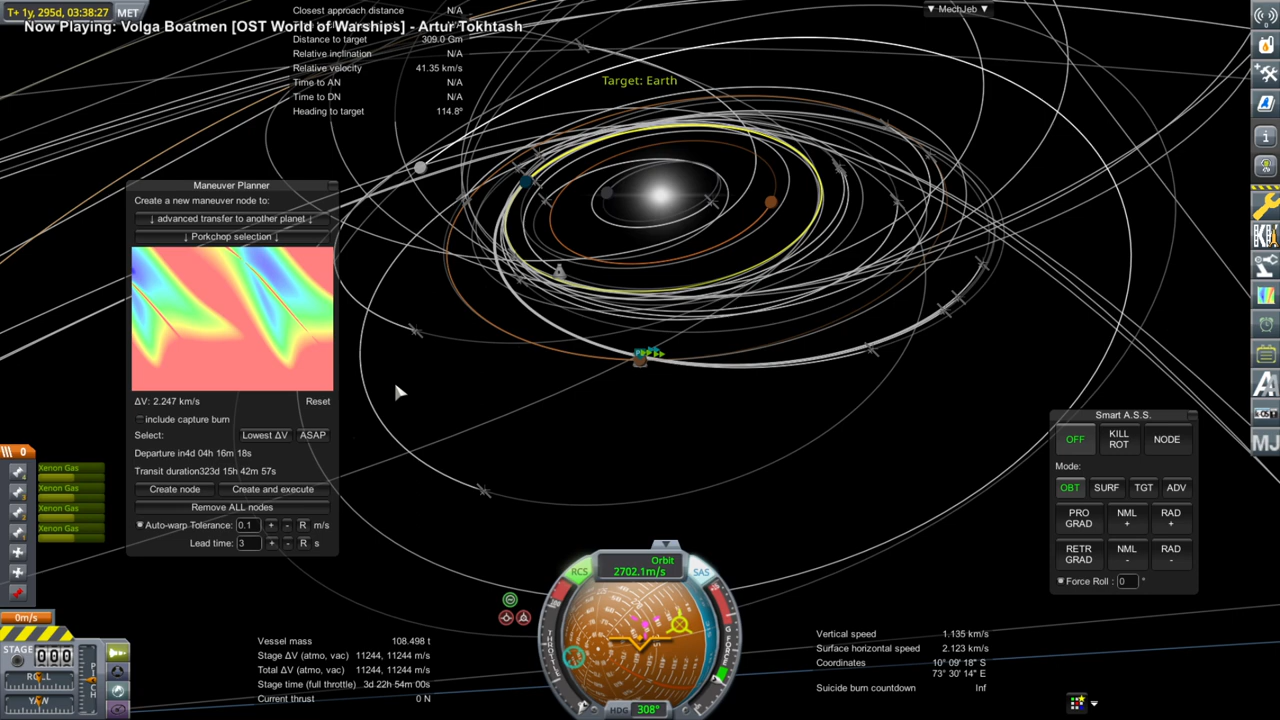 T+ 1y, 295d, 03:38:27 MET
Now Playing: Volga Boatmen [OST World of Warships] - Artur Tokhtash
Closest approach distance N/A
Distance to target 309.0 Gm
Relative inclination N/A
Relative velocity 41.35 km/s
Time to AN N/A
Time to DN N/A
Heading to target 114.8º
▼ MechJeb ▼
Target: Earth
Maneuver Planner
Create a new maneuver node to:
↓ advanced transfer to another planet ↓
↓ Porkchop selection ↓
ΔV: 2.247 km/s Reset
include capture burn
Select: Lowest ΔV ASAP
Departure in4d 04h 16m 18s
Transit duration323d 15h 42m 57s
Create node Create and execute
Remove ALL nodes
Auto-warp Tolerance: 0.1 + - R m/s
Lead time: 3 + - R s
0
Xenon Gas
Xenon Gas
Xenon Gas
Xenon Gas
0m/s
STAGE 000
ROLL
YAW
PITCH
Vessel mass 108.498 t
Stage ΔV (atmo, vac) 11244, 11244 m/s
Total ΔV (atmo, vac) 11244, 11244 m/s
Stage time (full throttle) 3d 22h 54m 00s
Current thrust 0 N
Orbit
2702.1m/s
RCS
SAS
THROTTLE
G FORCE
HDG 308°
Smart A.S.S.
OFF KILL ROT NODE
Mode:
OBT SURF TGT ADV
PRO GRAD NML + RAD +
RETR GRAD NML - RAD -
Force Roll : 0 °
Vertical speed 1.135 km/s
Surface horizontal speed 2.123 km/s
Coordinates 10° 09' 18" S
73° 30' 14" E
Suicide burn countdown Inf
MJ